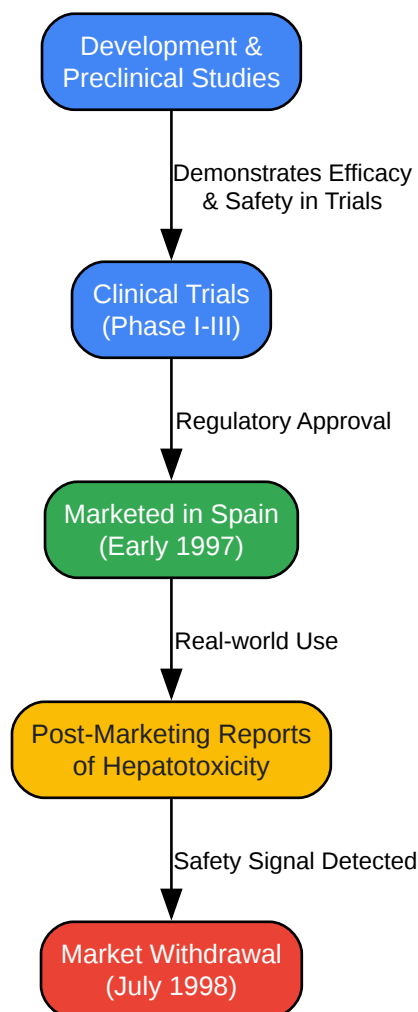 Development &
Preclinical Studies
Demonstrates Efficacy
& Safety in Trials
Clinical Trials
(Phase I-III)
Regulatory Approval
Marketed in Spain
(Early 1997)
Real-world Use
Post-Marketing Reports
of Hepatotoxicity
Safety Signal Detected
Market Withdrawal
(July 1998)